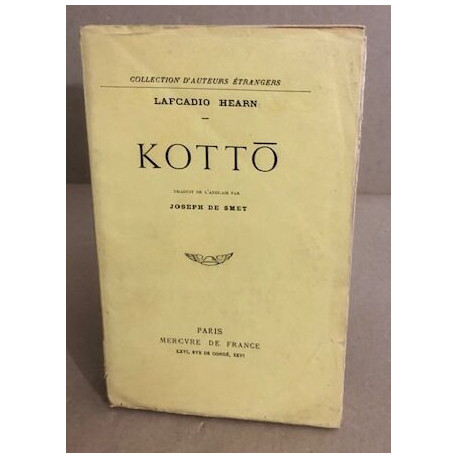 COLLECTION D'AUTEURS ÉTRANGERS
LAFCADIO HEARN
KOTTŌ
TRADUIT DE L'ANGLAIS PAR
JOSEPH DE SMET
PARIS
MERCVRE DE FRANCE
XXVI, RVE DE CONDÉ, XXVI